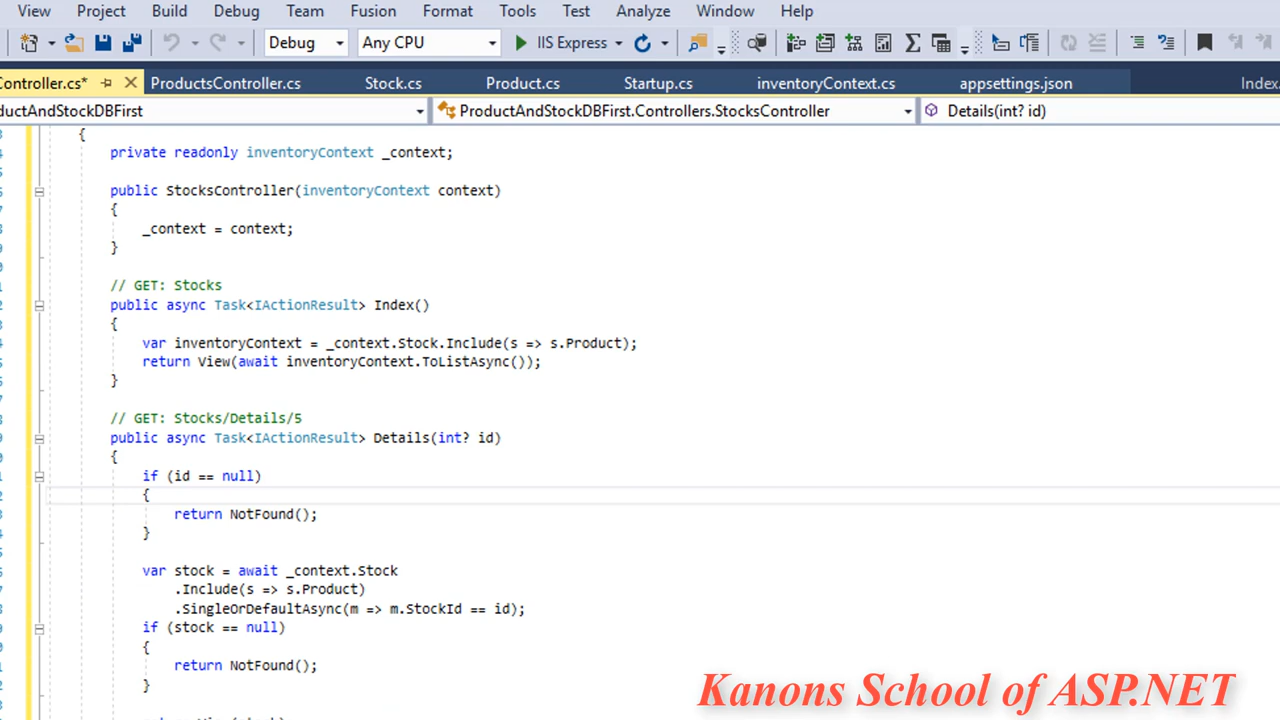 View Project Build Debug Team Fusion Format Tools Test Analyze Window Help
Debug Any CPU IIS Express
Controller.cs* ProductsController.cs Stock.cs Product.cs Startup.cs inventoryContext.cs appsettings.json Index.
ductAndStockDBFirst ProductAndStockDBFirst.Controllers.StocksController Details(int? id)
{
private readonly inventoryContext _context;
public StocksController(inventoryContext context)
{
_context = context;
}
// GET: Stocks
public async Task<IActionResult> Index()
{
var inventoryContext = _context.Stock.Include(s => s.Product);
return View(await inventoryContext.ToListAsync());
}
// GET: Stocks/Details/5
public async Task<IActionResult> Details(int? id)
{
if (id == null)
{
return NotFound();
}
var stock = await _context.Stock
.Include(s => s.Product)
.SingleOrDefaultAsync(m => m.StockId == id);
if (stock == null)
{
return NotFound();
}
Kanons School of ASP.NET